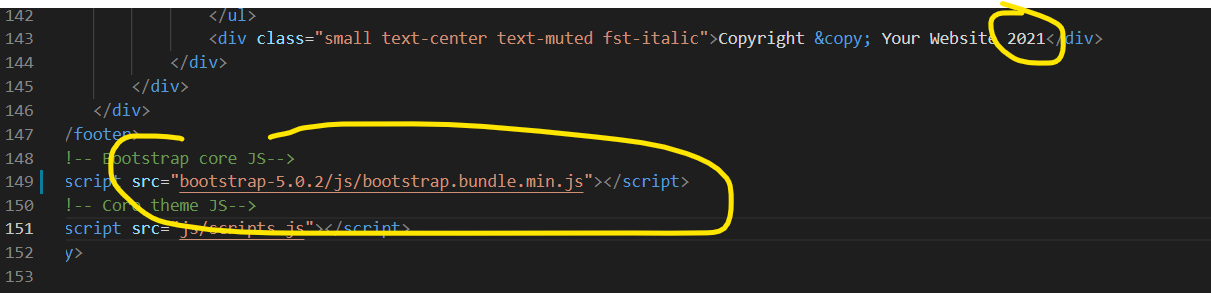 142 </ul>
143 <div class="small text-center text-muted fst-italic">Copyright &copy; Your Website 2021</div>
144 </div>
145 </div>
146 </div>
147 /footer>
148 !-- Bootstrap core JS-->
149 script src="bootstrap-5.0.2/js/bootstrap.bundle.min.js"></script>
150 !-- Core theme JS-->
151 script src="js/scripts.js"></script>
152 y>
153